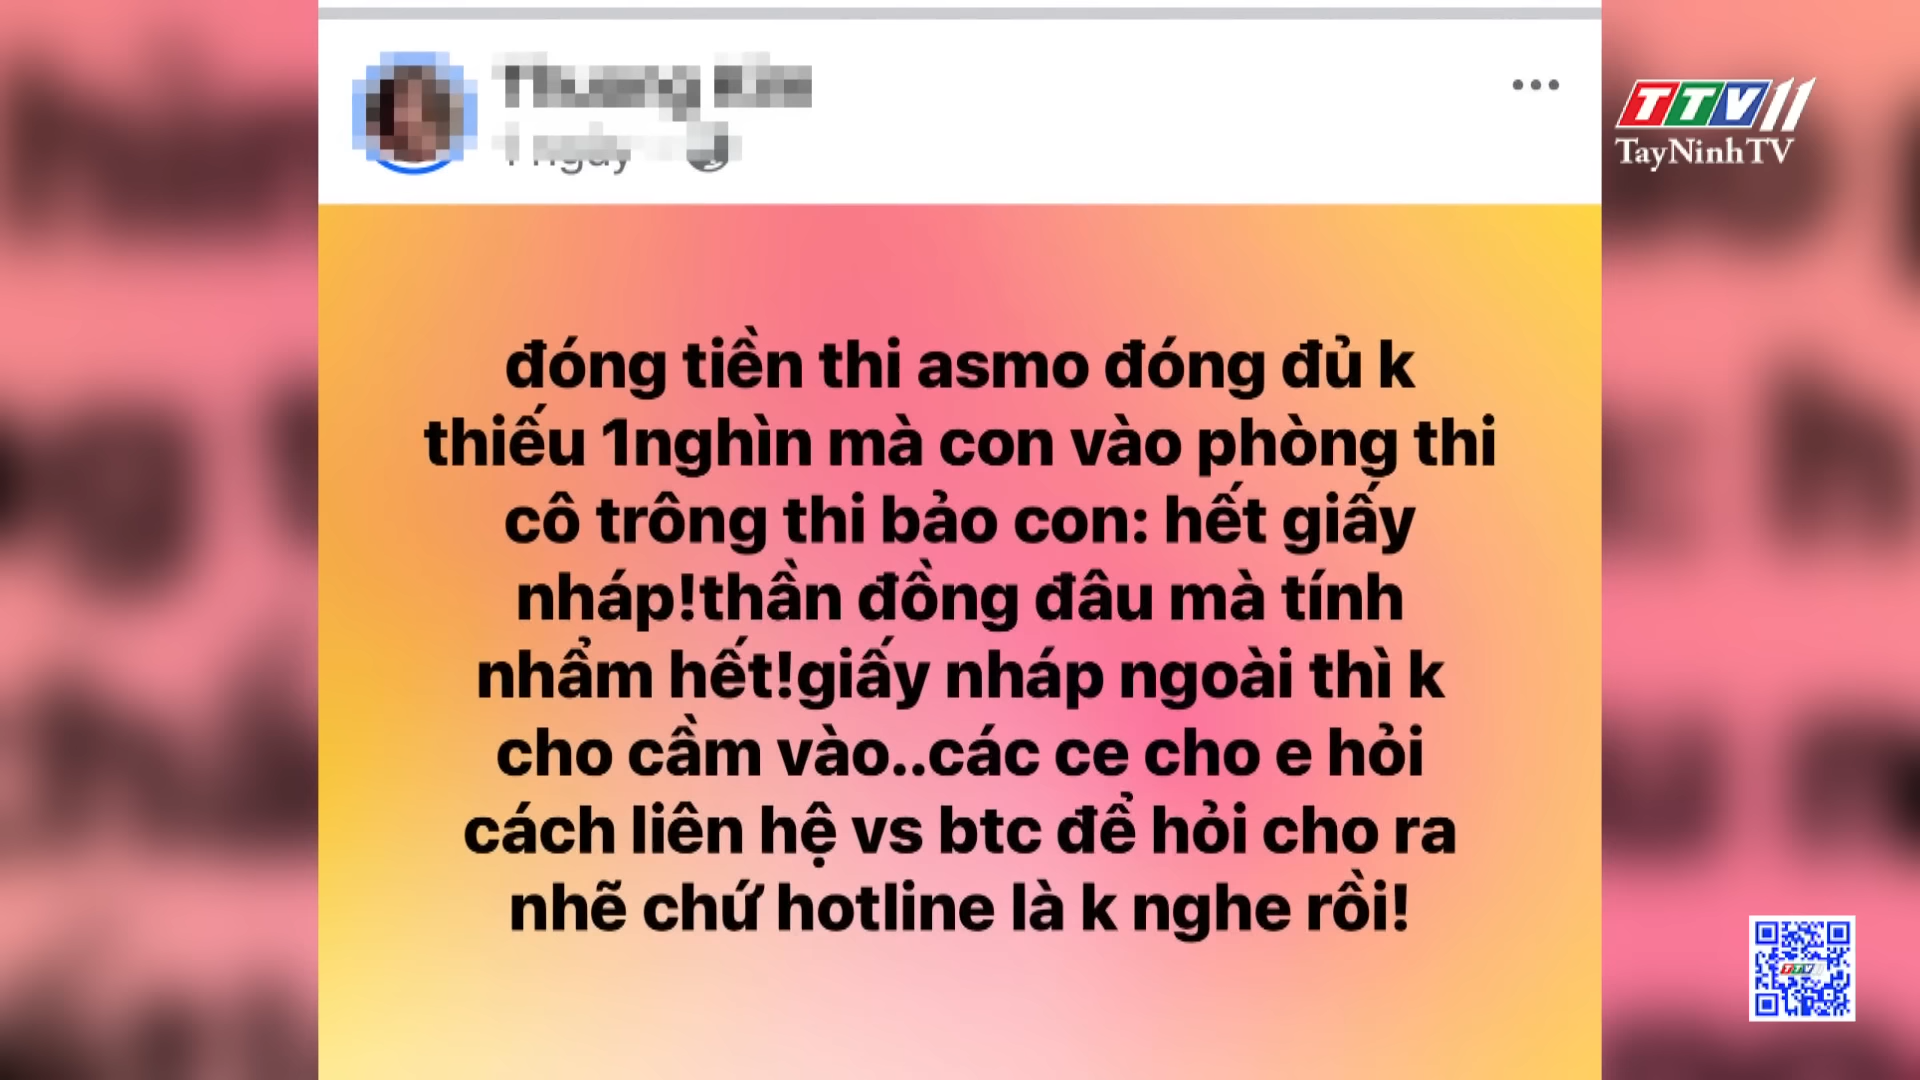 TTV11
TayNinhTV
đóng tiền thi asmo đóng đủ k
thiếu 1nghìn mà con vào phòng thi
cô trông thi bảo con: hết giấy
nháp!thần đồng đâu mà tính
nhẩm hết!giấy nháp ngoài thì k
cho cầm vào..các ce cho e hỏi
cách liên hệ vs btc để hỏi cho ra
nhẽ chứ hotline là k nghe rồi!